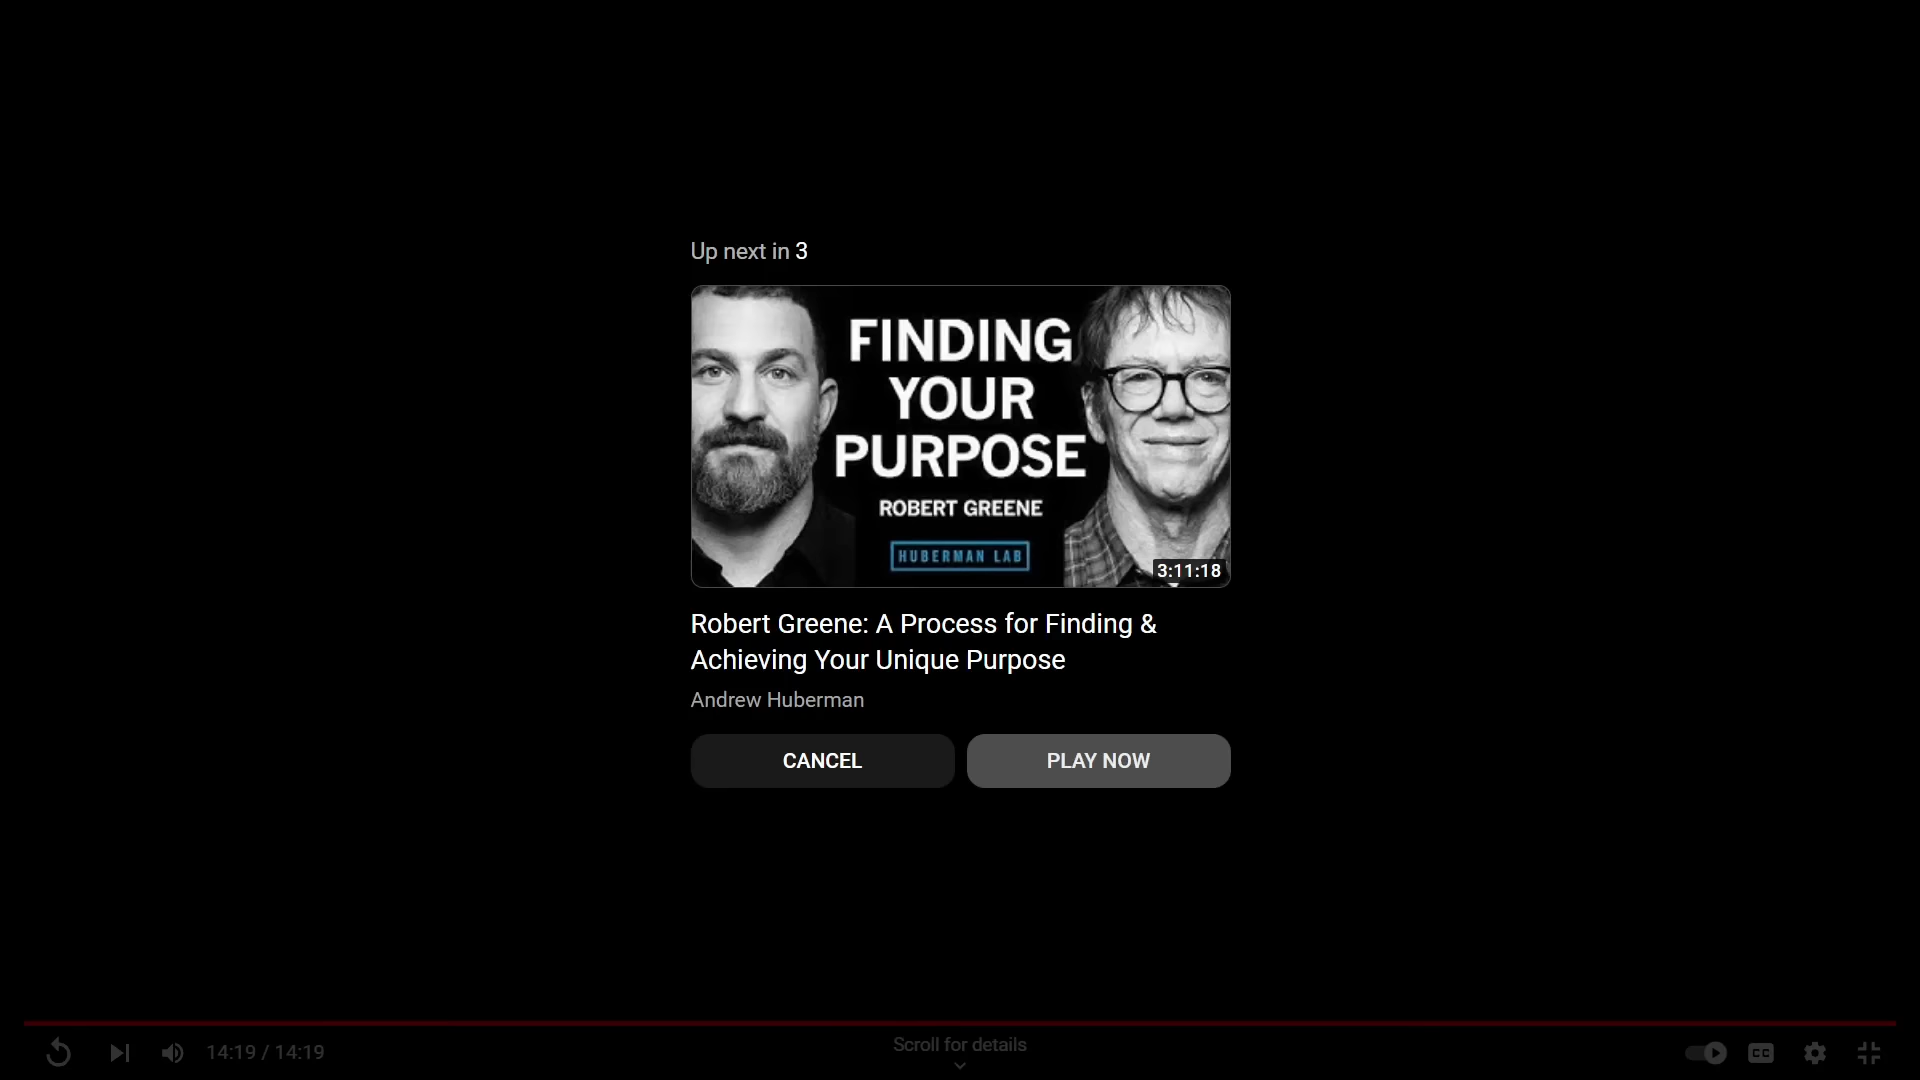 Up next in 3
FINDING
YOUR
PURPOSE
ROBERT GREENE
HUBERMAN LAB
3:11:18
Robert Greene: A Process for Finding &
Achieving Your Unique Purpose
Andrew Huberman
CANCEL PLAY NOW
Scroll for details
14:19 / 14:19
CC